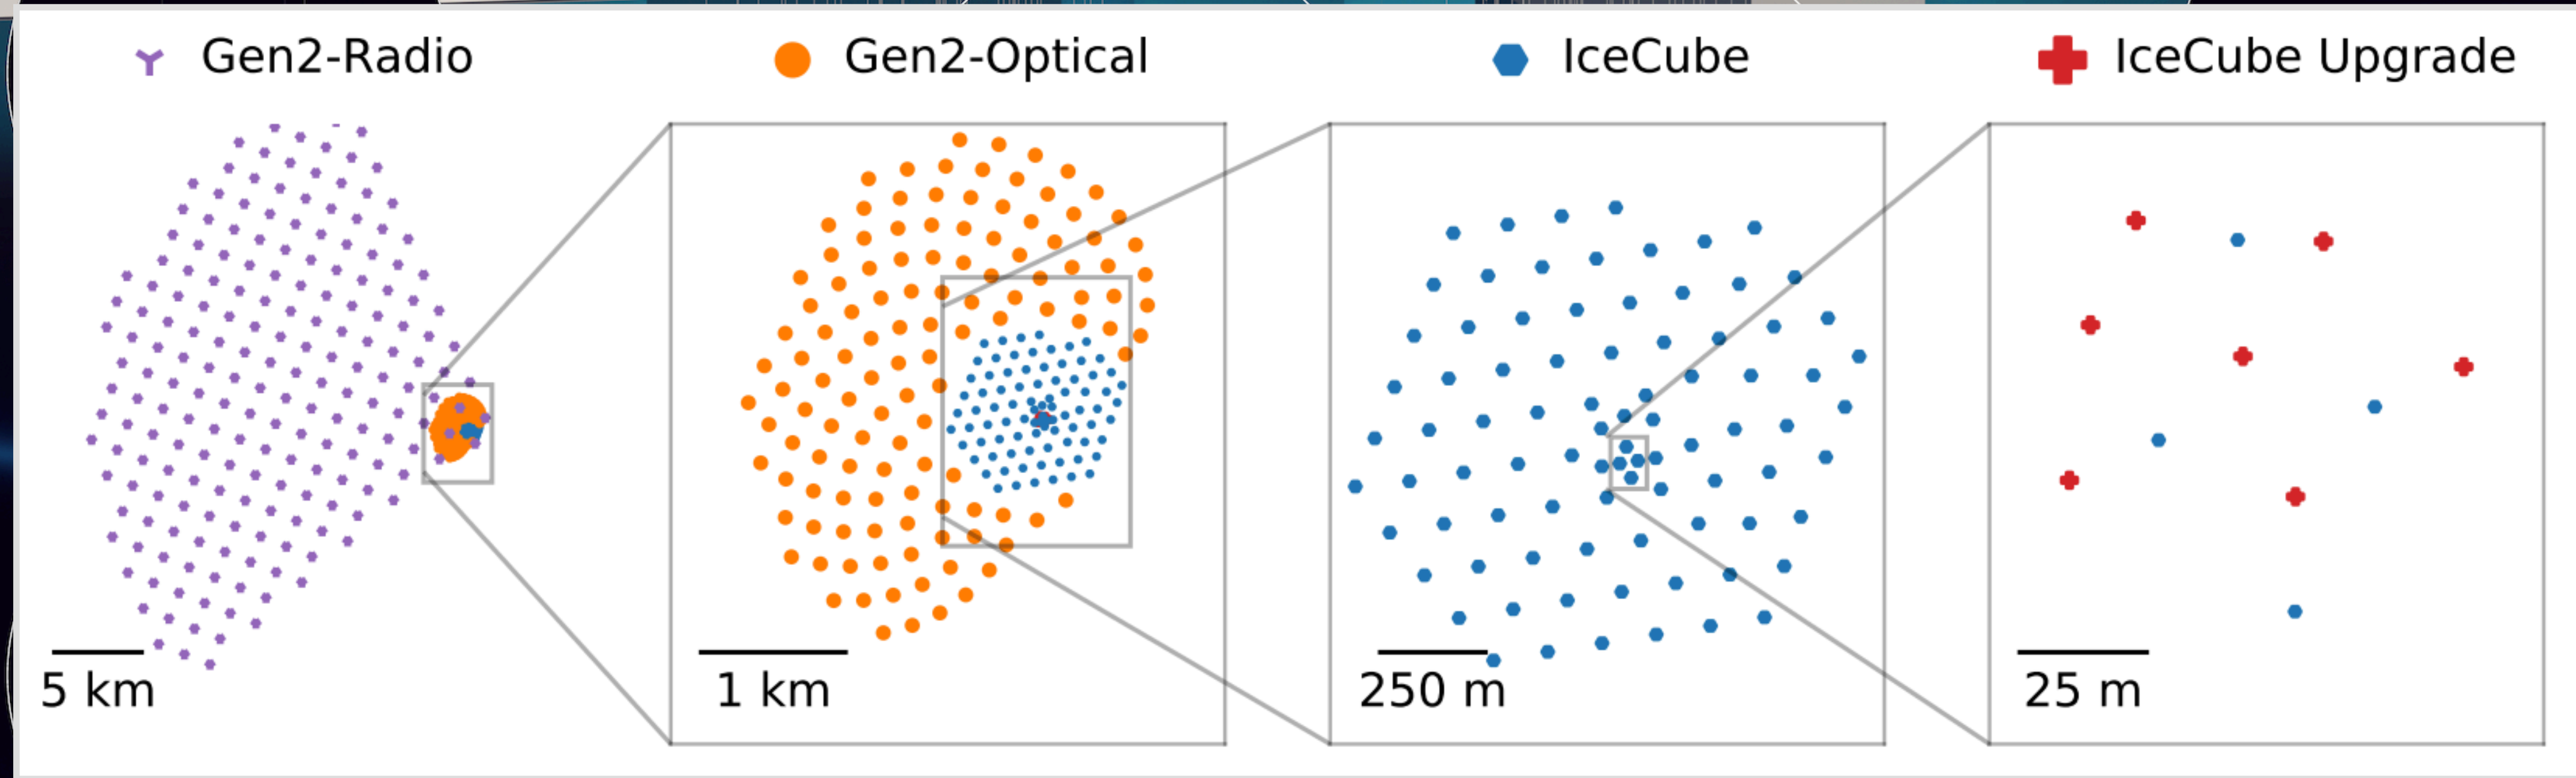 Gen2-Radio
Gen2-Optical
IceCube
IceCube Upgrade
5 km
1 km
250 m
25 m